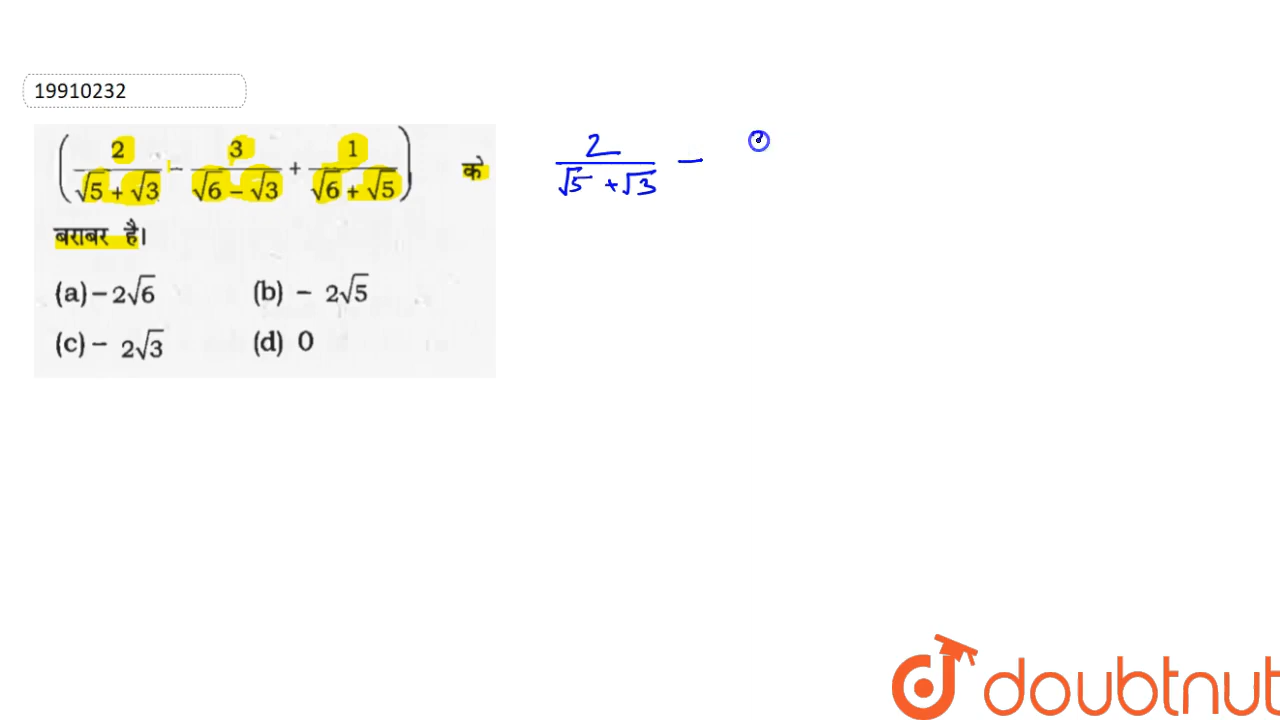 19910232
(2/(√5 + √3) − 3/(√6 − √3) + 1/(√6 + √5)) के
बराबर है।
(a) − 2√6 (b) − 2√5
(c) − 2√3 (d) 0
2/(√5 + √3) −
doubtnut